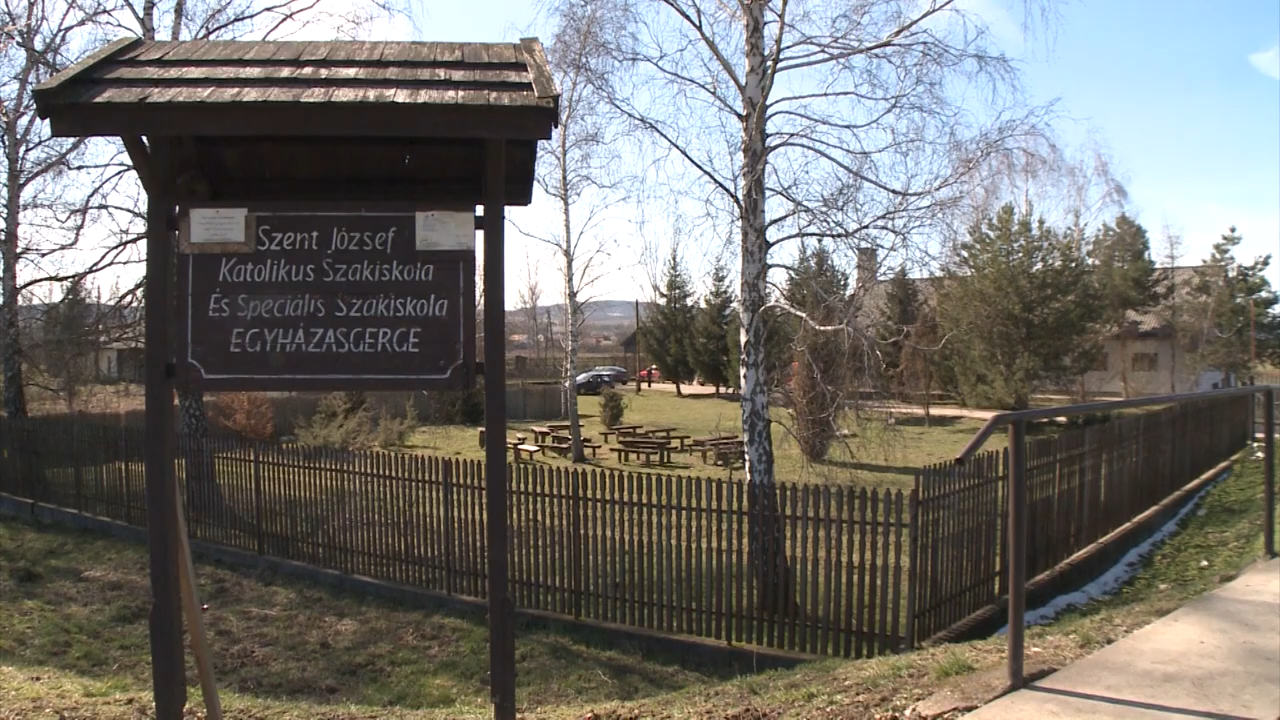 Szent József
Katolikus Szakiskola
És Speciális Szakiskola
EGYHÁZASGERGE